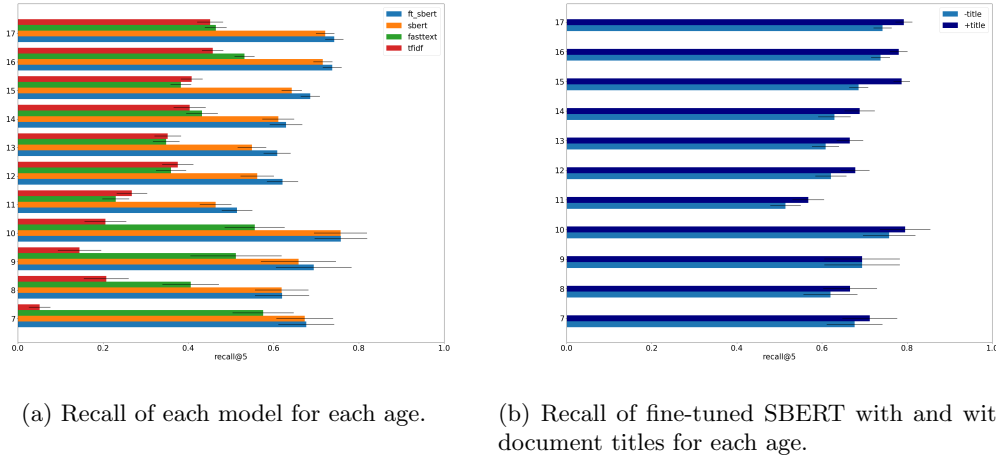 ft_sbert
sbert
fasttext
tfidf
17
16
15
14
13
12
11
10
9
8
7
0.0 0.2 0.4 0.6 0.8 1.0
recall@5
(a) Recall of each model for each age.
-title
+title
17
16
15
14
13
12
11
10
9
8
7
0.0 0.2 0.4 0.6 0.8 1.0
recall@5
(b) Recall of fine-tuned SBERT with and wit
document titles for each age.